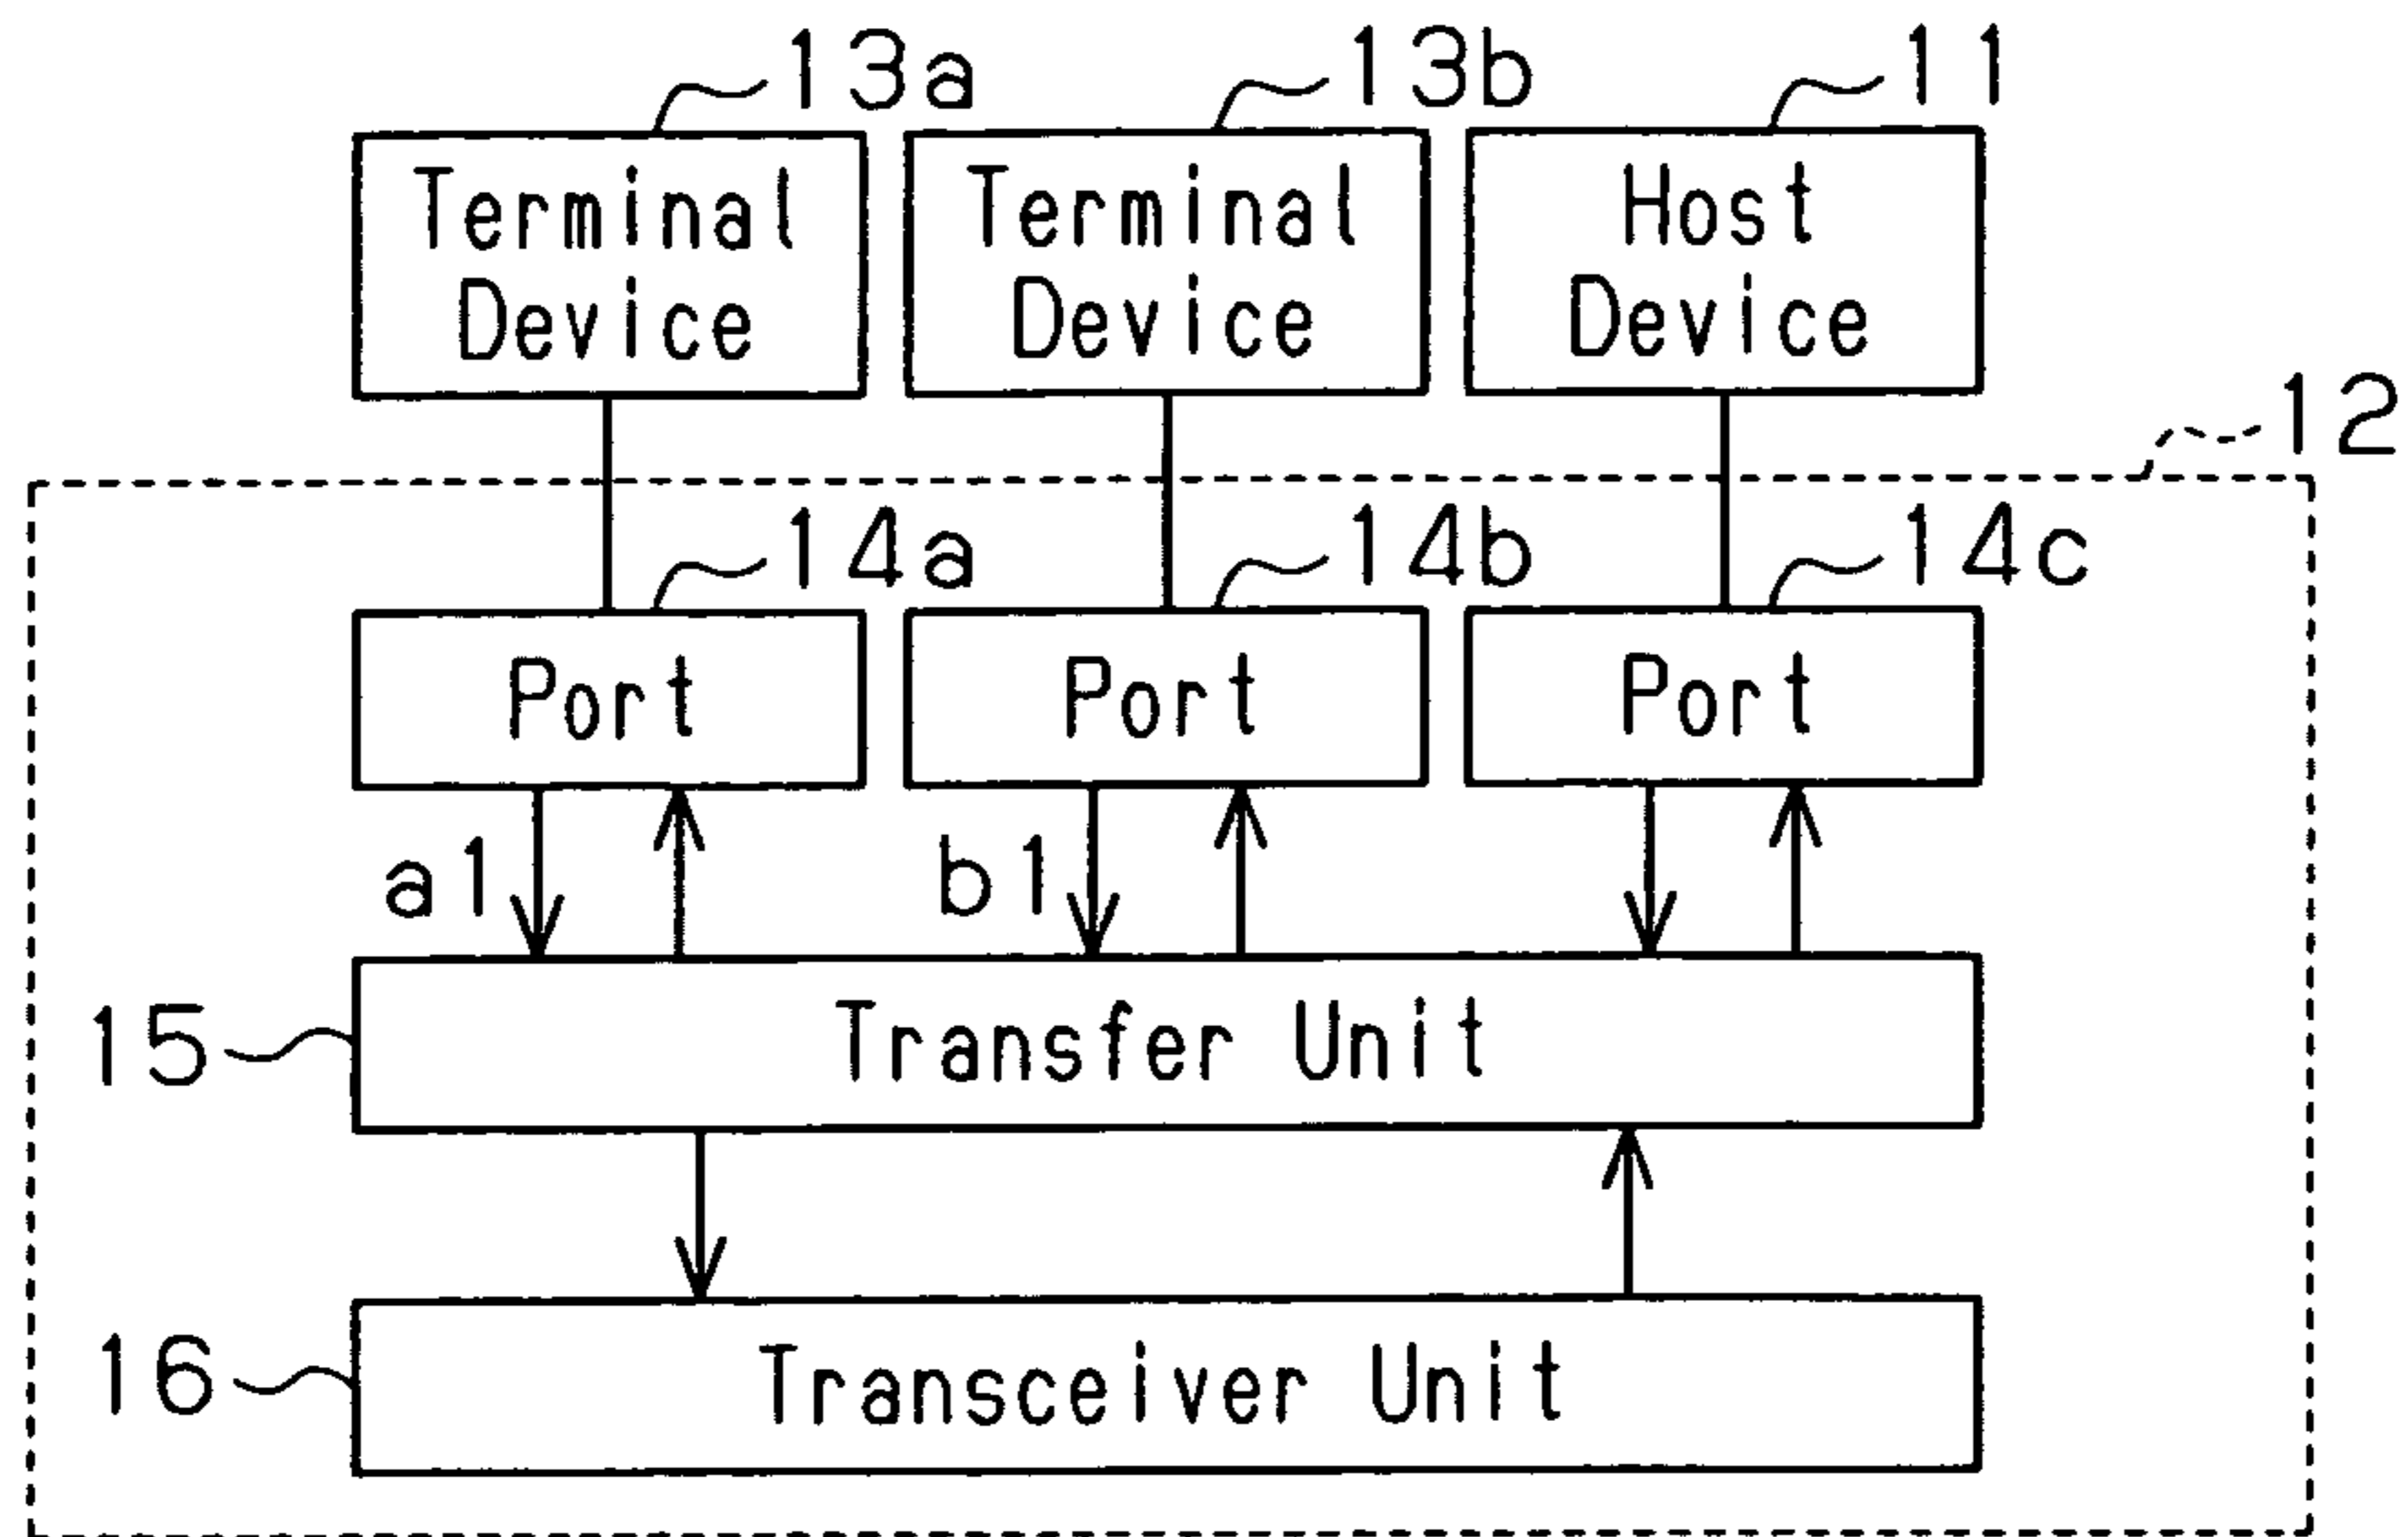 13a
13b
11
Terminal
Device
Terminal
Device
Host
Device
12
14a
14b
14c
Port
Port
Port
a1
b1
15
Transfer Unit
16
Transceiver Unit